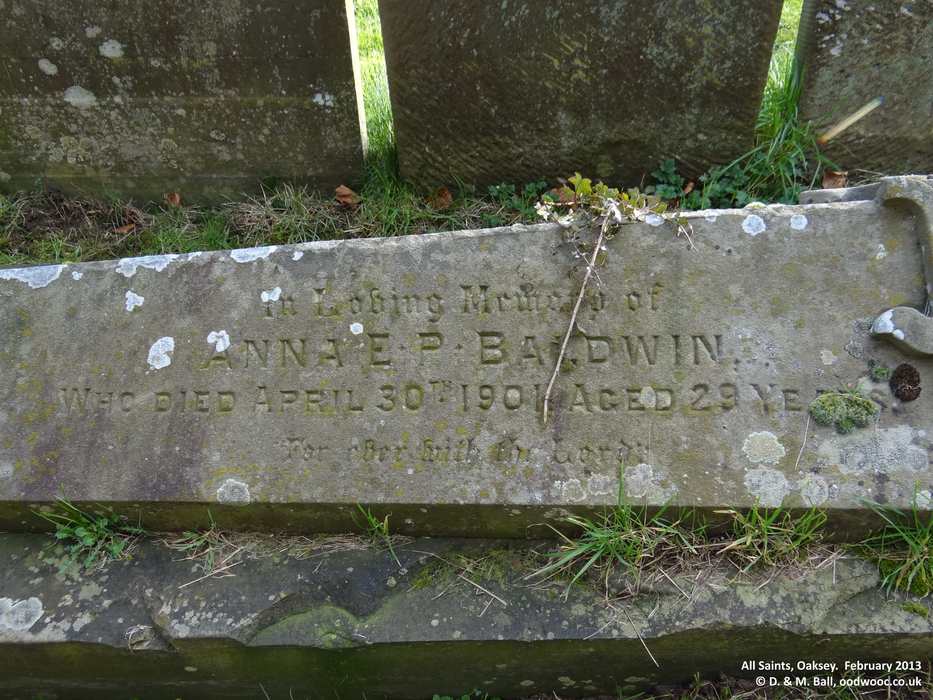 In Loving Memory of
ANNA E · P · BALDWIN.
WHO DIED APRIL 30TH 1901 AGED 29 YEARS.
"For ever with the Lord."
All Saints, Oaksey. February 2013
© D. & M. Ball, oodwooc.co.uk